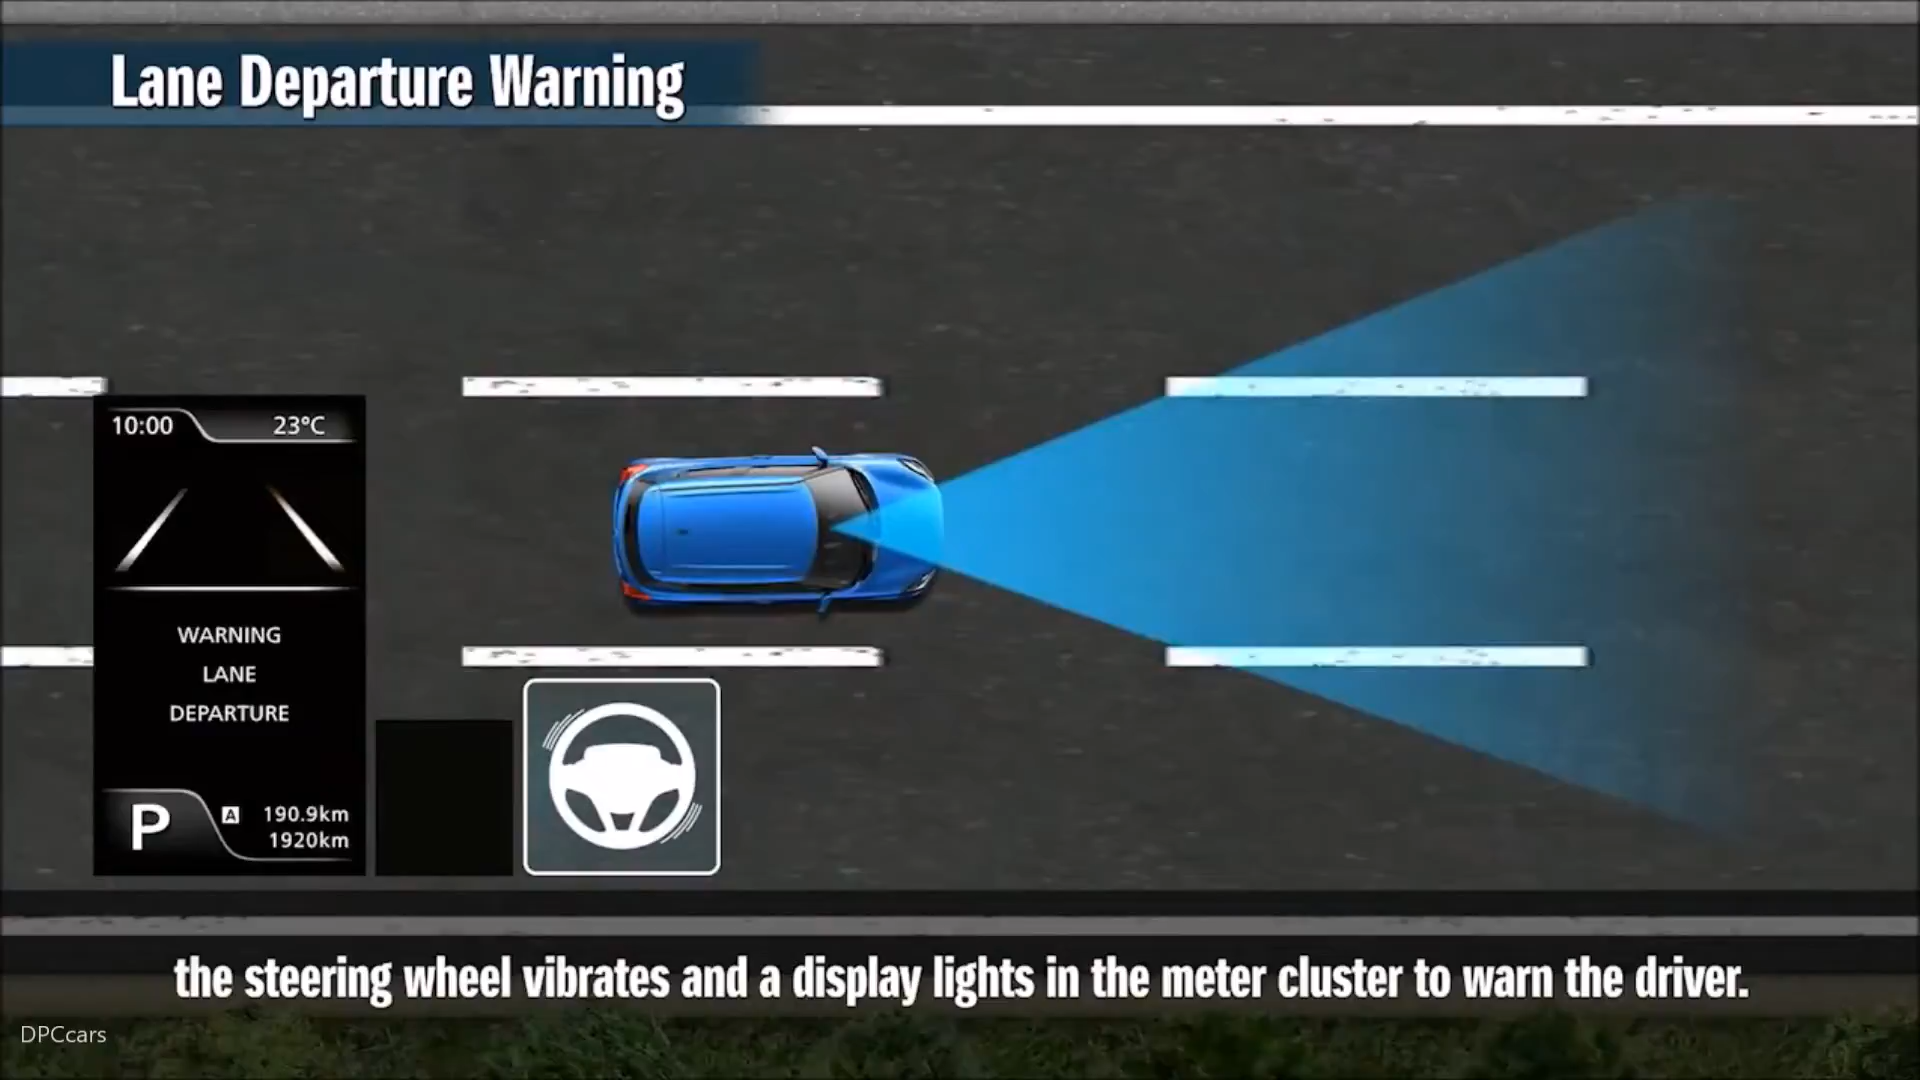 Lane Departure Warning
10:00 23°C
WARNING
LANE
DEPARTURE
P A 190.9km
1920km
the steering wheel vibrates and a display lights in the meter cluster to warn the driver.
DPCcars